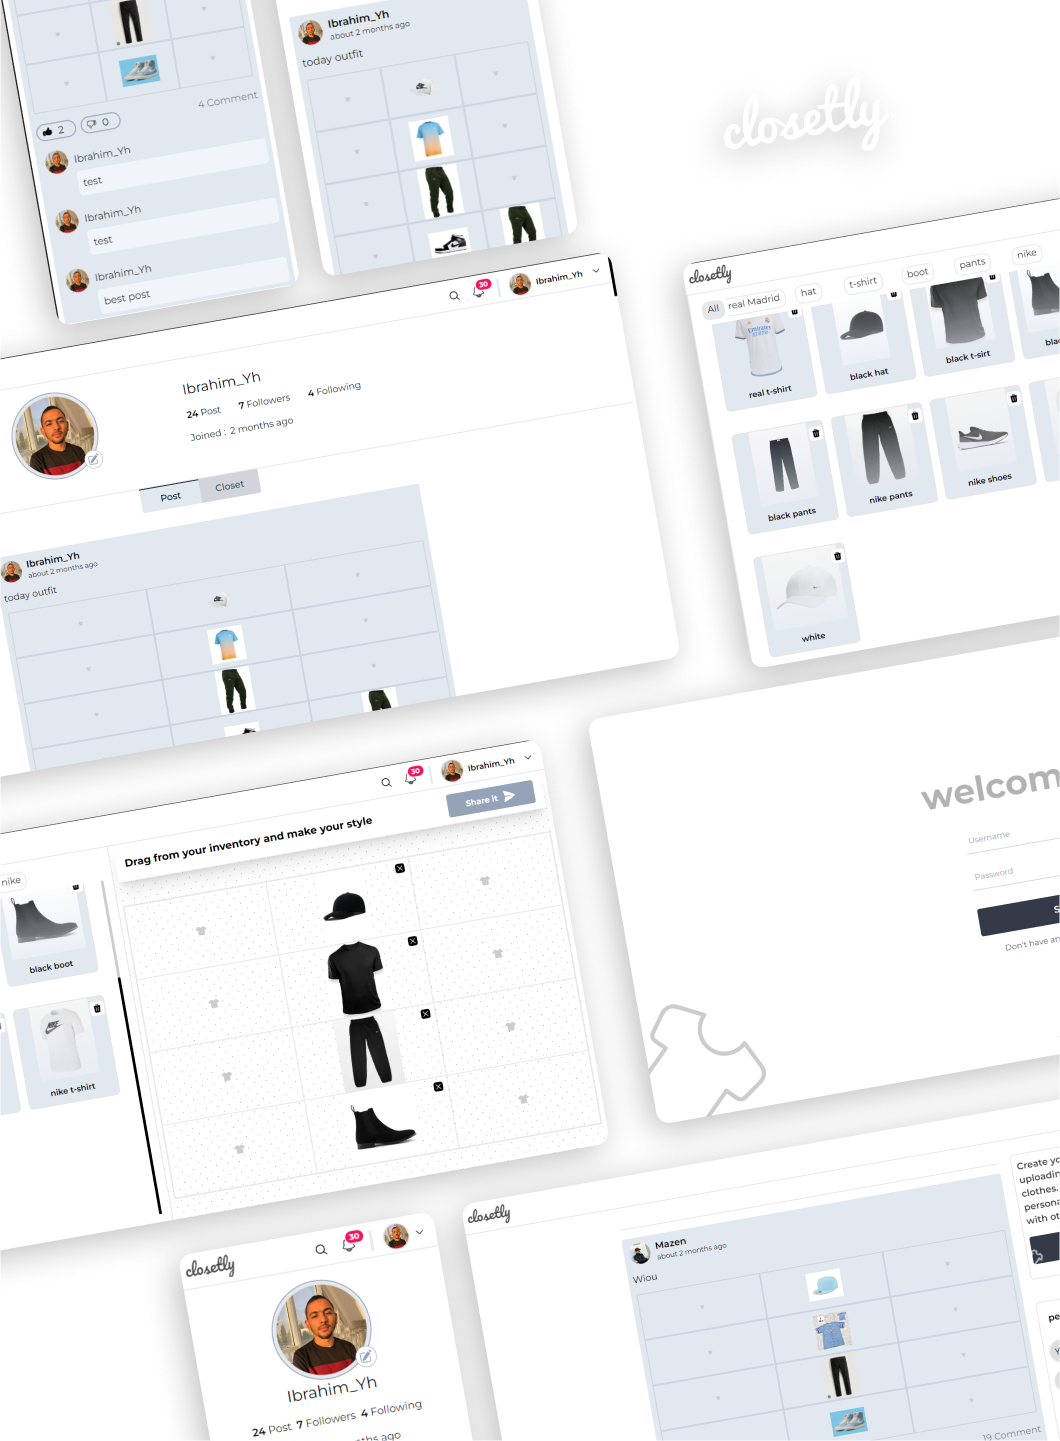 4 Comment
2
0
Ibrahim_Yh
test
Ibrahim_Yh
test
Ibrahim_Yh
best post
Ibrahim_Yh
about 2 months ago
today outfit
closetly
30
Ibrahim_Yh
Ibrahim_Yh
24 Post 7 Followers 4 Following
Joined : 2 months ago
Post Closet
Ibrahim_Yh
about 2 months ago
today outfit
closetly
All real Madrid hat t-shirt boot pants nike
real t-shirt
black hat
black t-sirt
black pants
nike pants
nike shoes
white
30
Ibrahim_Yh
Share it
Drag from your inventory and make your style
nike
black boot
nike t-shirt
welcom
Username
Password
S
Don't have an
closetly
30
Ibrahim_Yh
24 Post 7 Followers 4 Following
ths ago
closetly
Mazen
about 2 months ago
Wiou
19 Comment
Create yo
uploadin
clothes.
persona
with ot
pe
Y